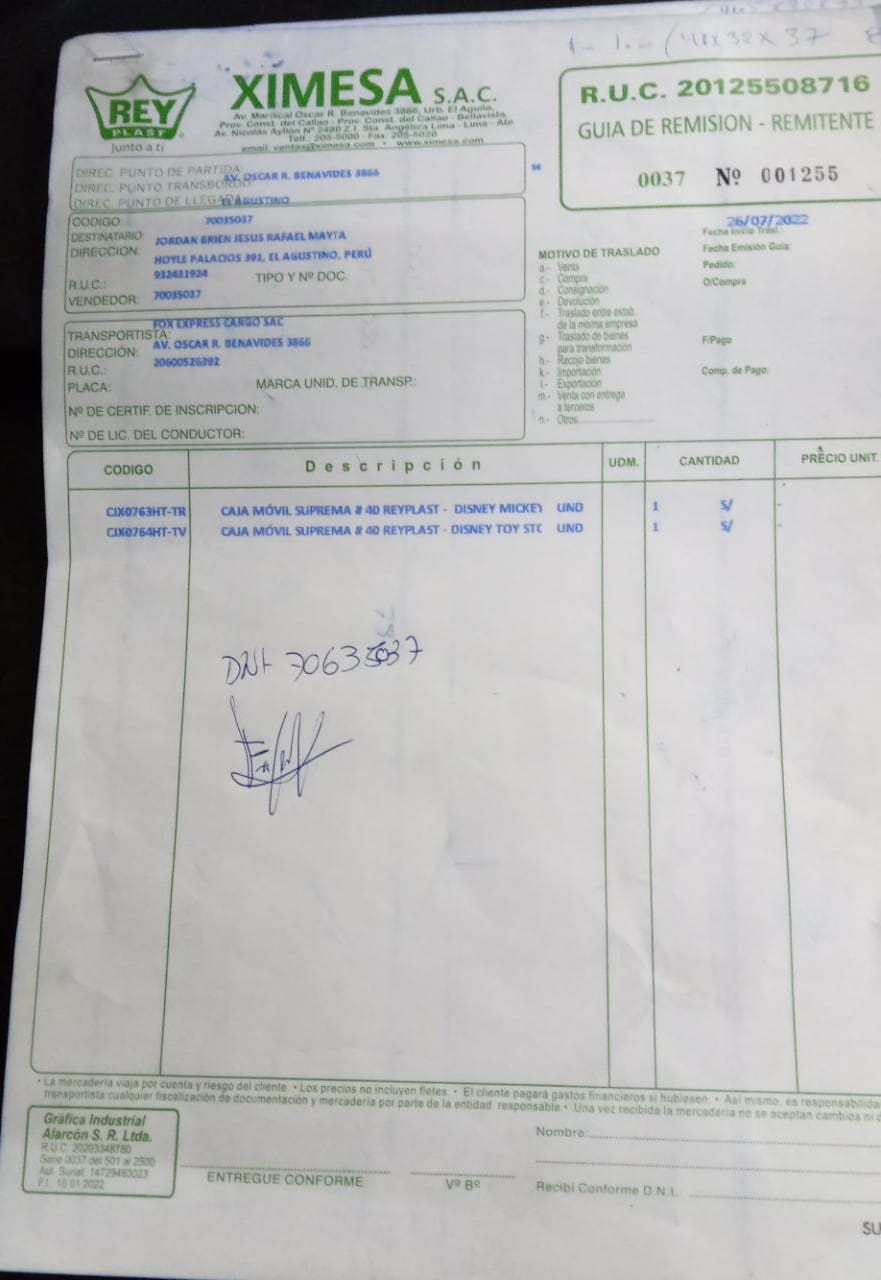 1 - 1.6 (40x30x37
REY
PLAST
Junto a ti
XIMESA S.A.C.
Av. Mariscal Oscar R. Benavides 3866, Urb. El Aguila,
Prov. Const. del Callao - Prov. Const. del Callao - Bellavista
Av. Nicolás Ayllón Nº 2480 Z.I. Sta. Angélica Lima - Lima - Ate
Telf. 205-5000 - Fax: 205-5020
email: ventas@ximesa.com • www.ximesa.com
R.U.C. 20125508716
GUIA DE REMISION - REMITENTE
0037 Nº 001255
DIREC. PUNTO DE PARTIDA AV. OSCAR R. BENAVIDES 3866
DIREC. PUNTO TRANSBORDO
DIREC. PUNTO DE LLEGADA EL AGUSTINO
CODIGO: 70035037
DESTINATARIO: JORDAN BRIEN JESUS RAFAEL MAYTA
DIRECCION: HOYLE PALACIOS 391, EL AGUSTINO, PERÚ
R.U.C.: 932431924 TIPO Y Nº DOC.
VENDEDOR: 70035037
26/07/2022
Fecha Inicio Trasl.
Fecha Emisión Guia:
Pedido:
O/Compra
F/Pago
Comp. de Pago:
MOTIVO DE TRASLADO
a.- Venta
c.- Compra
d.- Consignación
e.- Devolución
f.- Traslado entre estab.
de la misma empresa
g.- Traslado de bienes
para transformación
h.- Recojo bienes
k.- Importación
l.- Exportación
m.- Venta con entrega
a terceros
n.- Otros
FOX EXPRESS CARGO SAC
TRANSPORTISTA:
DIRECCIÓN: AV. OSCAR R. BENAVIDES 3866
R.U.C.: 20600526392
PLACA: MARCA UNID. DE TRANSP.:
Nº DE CERTIF. DE INSCRIPCION:
Nº DE LIC. DEL CONDUCTOR:
CODIGO Descripción UDM. CANTIDAD PRECIO UNIT.
CJX0763HT-TR CAJA MÓVIL SUPREMA # 40 REYPLAST - DISNEY MICKEY UND 1 S/ -
CJX0764HT-TV CAJA MÓVIL SUPREMA # 40 REYPLAST - DISNEY TOY STC UND 1 S/ -
DNI 70635037
• La mercadería viaja por cuenta y riesgo del cliente. • Los precios no incluyen fletes. • El cliente pagará gastos financieros si hubiesen. • Asi mismo, es responsabilida
transportista cualquier fiscalización de documentación y mercadería por parte de la entidad responsable. • Una vez recibida la mercadería no se aceptan cambios ni
Gráfica Industrial
Alarcón S. R. Ltda.
R.U.C. 20293348780
Serie 0037 del 501 al 2500
Aut. Sunat: 14729493023
F.I. 18.01.2022
ENTREGUE CONFORME
Vº Bº
Nombre:
Recibí Conforme D.N.I.
SU